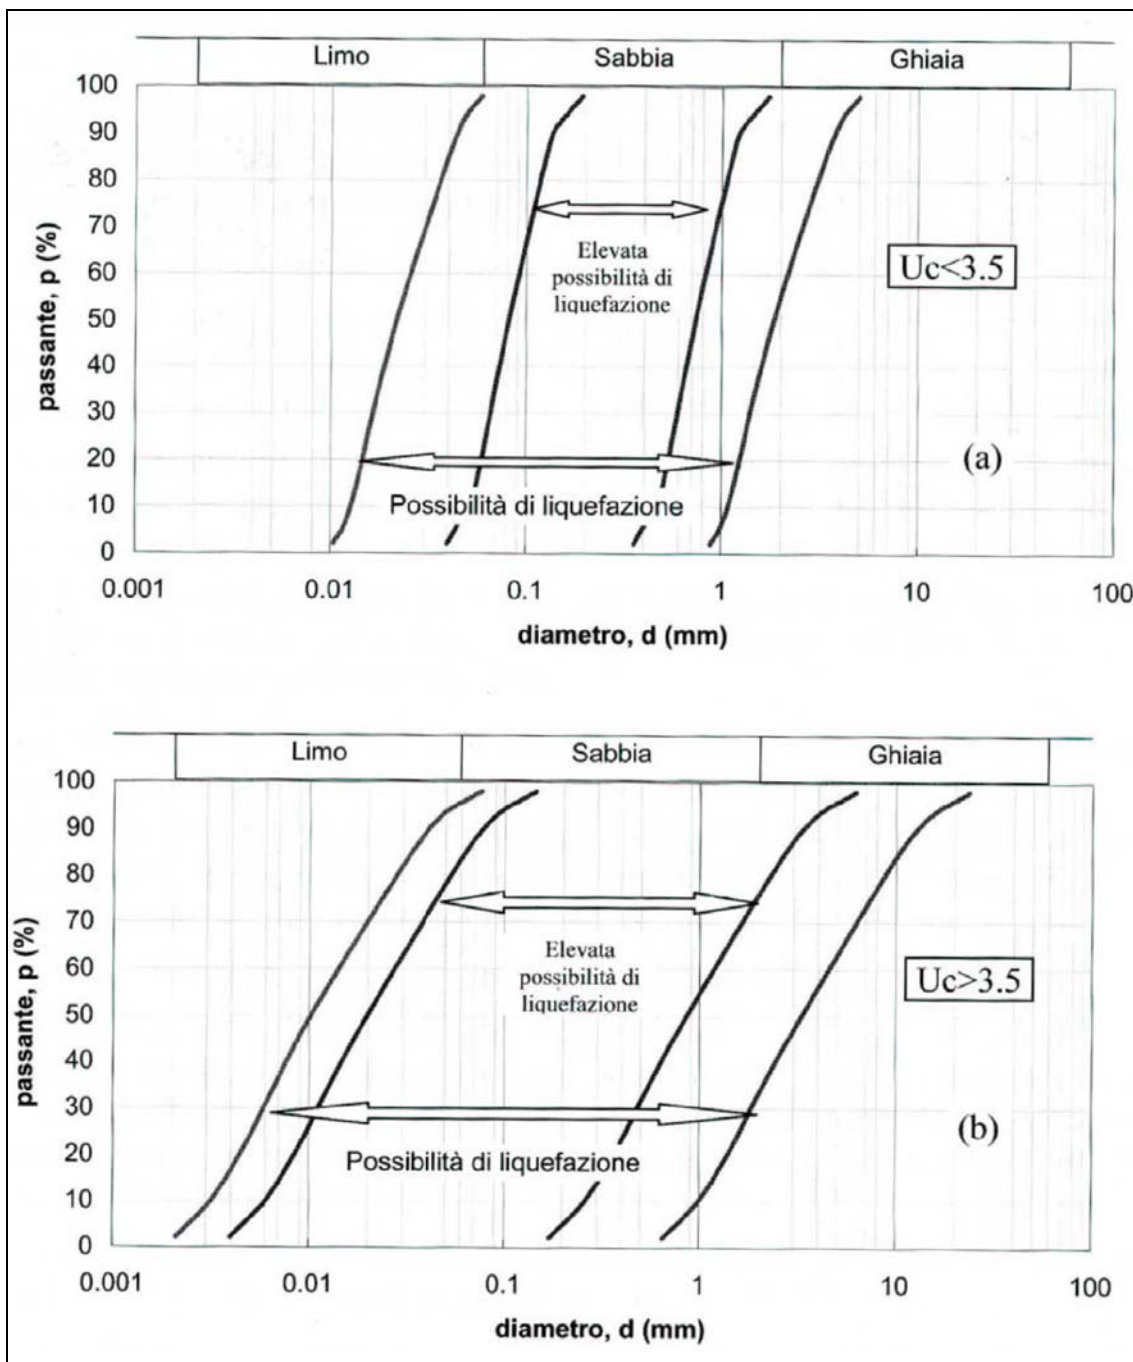 Limo Sabbia Ghiaia
100
90
80
70
60
50
40
30
20
10
0
passante, p (%)
Elevata
possibilità di
liquefazione
Uc<3.5
(a)
Possibilità di liquefazione
0.001 0.01 0.1 1 10 100
diametro, d (mm)
Limo Sabbia Ghiaia
100
90
80
70
60
50
40
30
20
10
0
passante, p (%)
Elevata
possibilità di
liquefazione
Uc>3.5
(b)
Possibilità di liquefazione
0.001 0.01 0.1 1 10 100
diametro, d (mm)